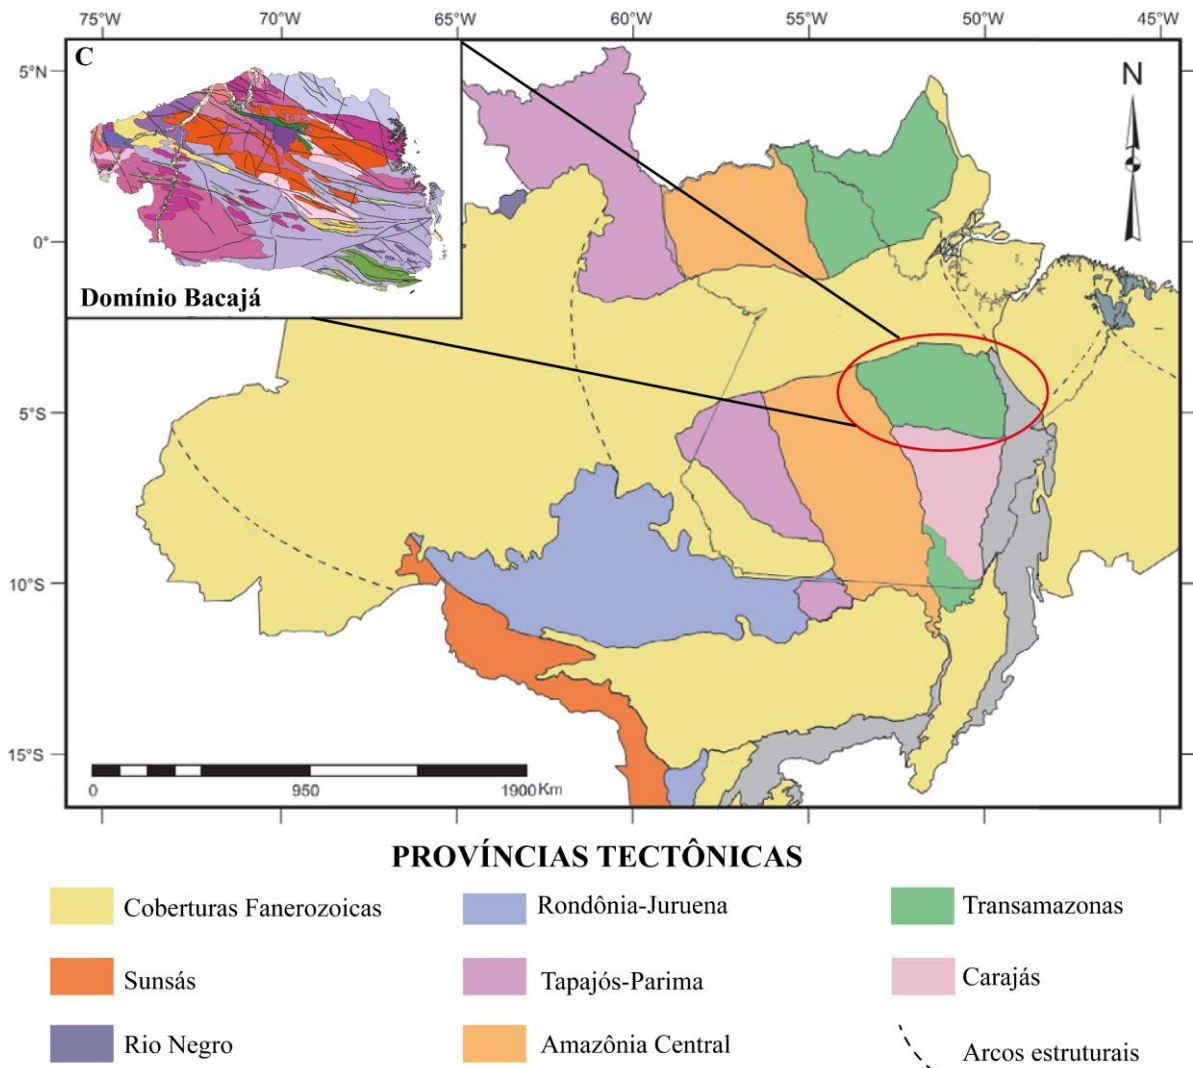 75°W 70°W 65°W 60°W 55°W 50°W 45°W
C
5°N
N
Domínio Bacajá
0°
5°S
10°S
15°S
0 950 1900 Km
PROVÍNCIAS TECTÔNICAS
Coberturas Fanerozoicas
Rondônia-Juruena
Transamazonas
Sunsás
Tapajós-Parima
Carajás
Rio Negro
Amazônia Central
Arcos estruturais